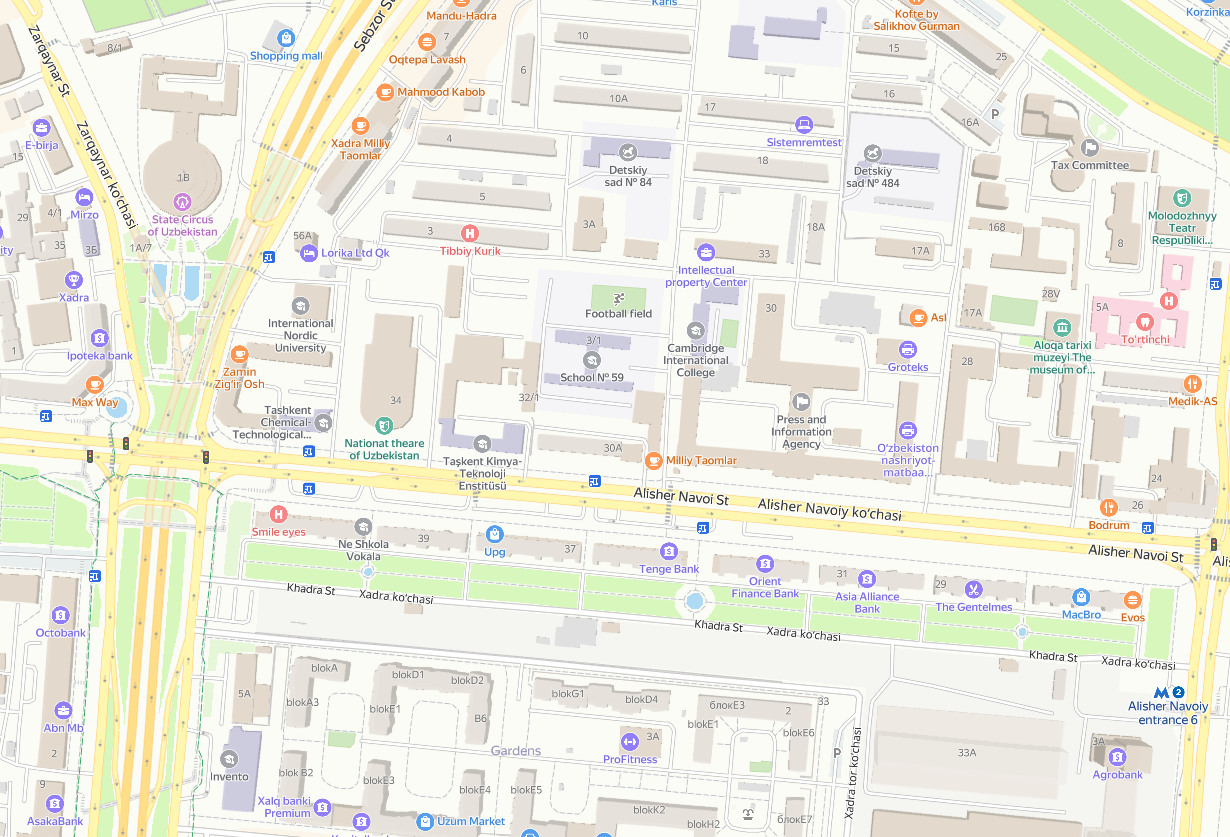 Mandu-Hadra
Karis
Kofte by
Salikhov Gurman
Korzinka
Zarqaynar St
8/1
Shopping mall
Sebzor St
7
Oqtepa Lavash
10
6
15
25
Mahmood Kabob
10A
16
17
P
16A
E-birja
Zarqaynar ko'chasi
Xadra Milliy
Taomlar
4
Sistemremtest
15
1B
Detskiy
sad № 84
18
Detskiy
sad № 484
Tax Committee
Mirzo
4/1
29
State Circus
of Uzbekistan
5
3A
18A
168
Molodozhnyy
Teatr
Respubliki...
35
3Б
1A/7
56A
3
Tibbiy Kurik
33
17A
8
Lorika Ltd Qk
Intellectual
property Center
Xadra
International
Nordic
University
Football field
30
Ask
17A
28V
5A
To'rtinchi
Ipoteka bank
1
3/1
Cambridge
International
College
Groteks
28
Aloqa tarixi
muzeyi The
museum of...
Zamin
Zig'ir Osh
School № 59
Max Way
34
32/1
Medik-AS
Tashkent
Chemical-
Technological...
National theare
of Uzbekistan
Taşkent Kimya-
Teknoloji
Enstitüsü
30A
Milliy Taomlar
Press and
Information
Agency
O'zbekiston
nashriyot-
matbaa...
24
26
Alisher Navoi St
Alisher Navoiy ko'chasi
Bodrum
Smile eyes
Ne Shkola
Vokala
39
Upg
37
Tenge Bank
Orient
Finance Bank
31
Asia Alliance
Bank
29
The Gentelmes
MacBro
Evos
Alisher Navoi St
Khadra St
Xadra ko'chasi
Khadra St
Xadra ko'chasi
Khadra St
Xadra ko'chasi
Octobank
5A
blokA
blokD1
blokD2
blokA3
Б6
blokG1
blokD4
блокЕ3
2
33
blokE1
блокЕ6
Alisher Navoiy
entrance 6
2
Abn Mb
2
3A
ProFitness
Gardens
P
Xadra tor ko'chasi
33A
3A
Agrobank
Invento
blok B2
blokE3
blokE4
blokE5
9
AsakaBank
Xalq banki
Premium
Uzum Market
blokK2
blokH2
блокЕ7